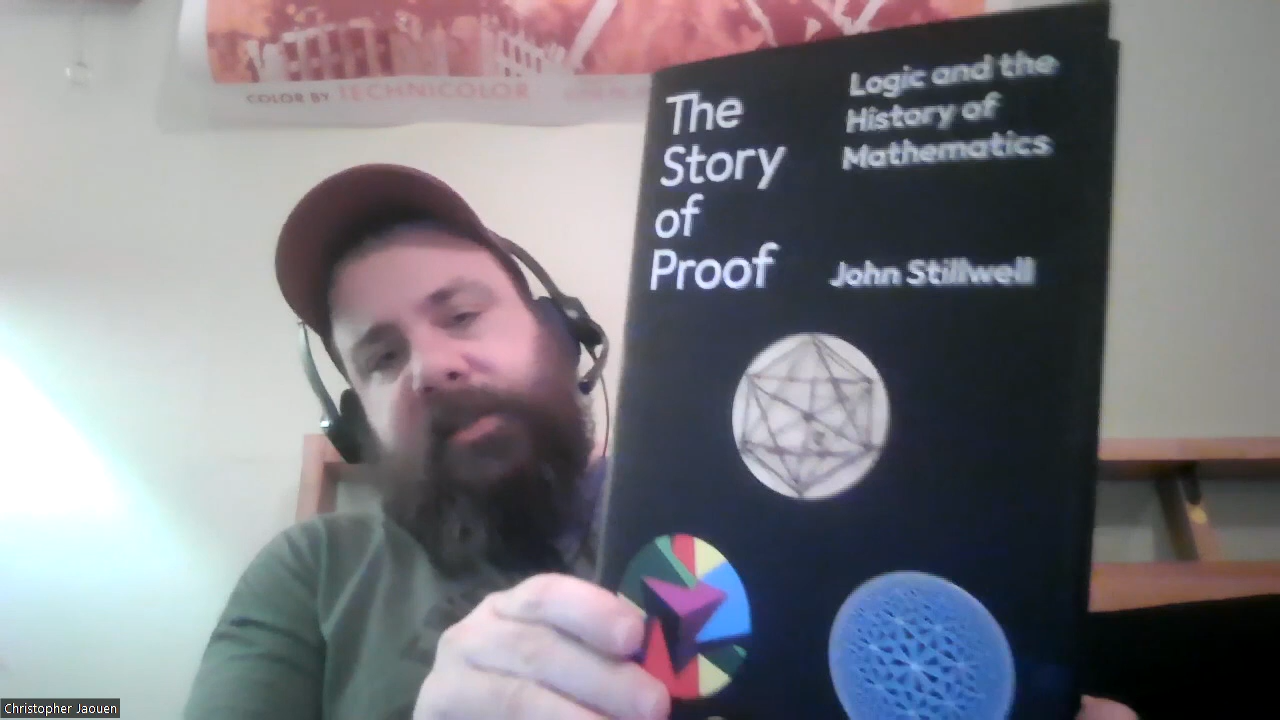 COLOR BY TECHNICOLOR
The
Story
of
Proof
Logic and the
History of
Mathematics
John Stillwell
Christopher Jaouen